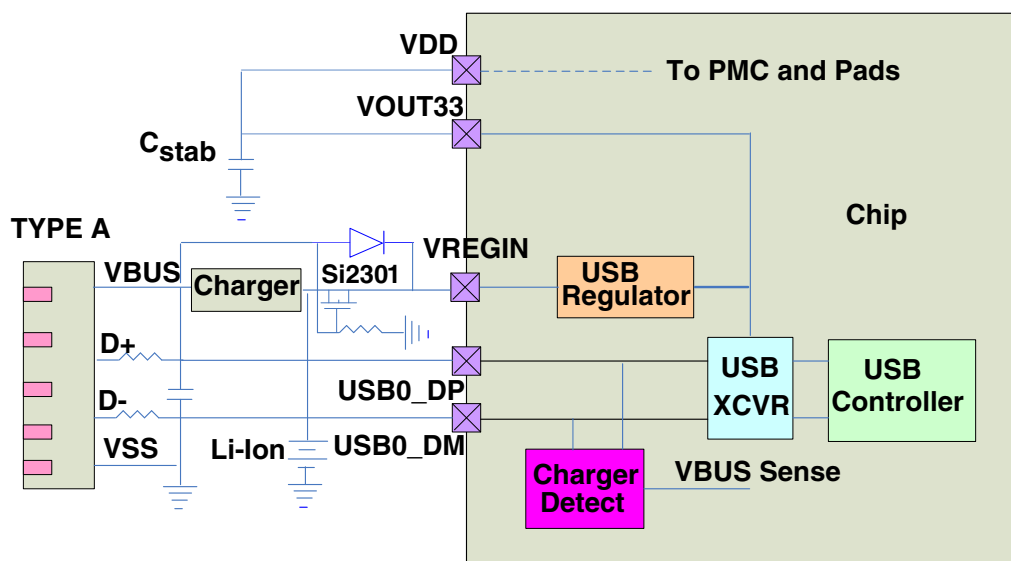 VDD
To PMC and Pads
VOUT33
Cstab
Chip
TYPE A
VREGIN
VBUS
Charger
Si2301
USB
Regulator
D+
USB0_DP
USB
XCVR
USB
Controller
D-
USB0_DM
VSS
Li-Ion
Charger
Detect
VBUS Sense